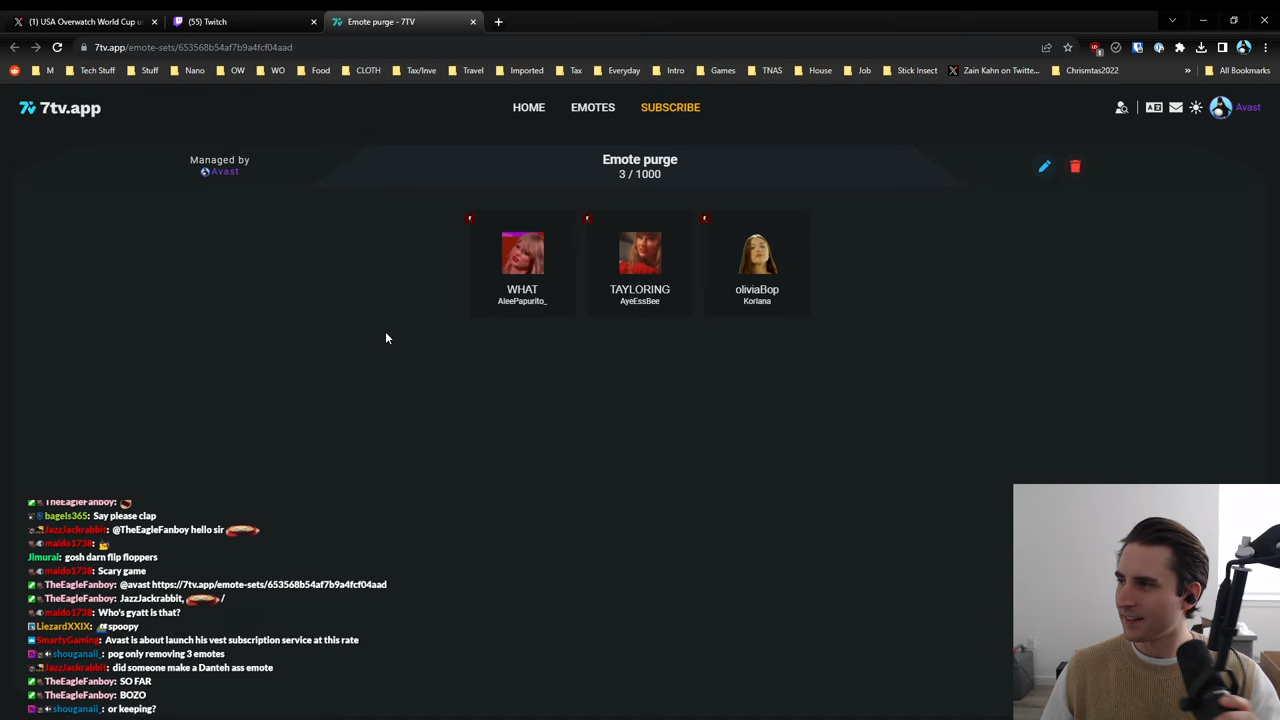 (1) USA Overwatch World Cup u
(55) Twitch
Emote purge - 7TV
7tv.app/emote-sets/653568b54af7b9a4fcf04aad
M
Tech Stuff
Stuff
Nano
OW
WO
Food
CLOTH
Tax/Inve
Travel
Imported
Tax
Everyday
Intro
Games
TNAS
House
Job
Stick Insect
Zain Kahn on Twitte...
Chrismtas2022
»
All Bookmarks
7tv.app
HOME
EMOTES
SUBSCRIBE
Avast
Managed by
Avast
Emote purge
3 / 1000
WHAT
AleePapurito_
TAYLORING
AyeEssBee
oliviaBop
Korlana
TheEagleFanboy:
bagels365: Say please clap
JazzJackrabbit: @TheEagleFanboy hello sir
maido1738:
Jimurai: gosh darn flip floppers
maido1738: Scary game
TheEagleFanboy: @avast https://7tv.app/emote-sets/653568b54af7b9a4fcf04aad
TheEagleFanboy: JazzJackrabbit, /
maido1738: Who's gyatt is that?
LiezardXXIX: spoopy
SmartyGaming: Avast is about launch his vest subscription service at this rate
shouganaii_: pog only removing 3 emotes
JazzJackrabbit: did someone make a Danteh ass emote
TheEagleFanboy: SO FAR
TheEagleFanboy: BOZO
shouganaii_: or keeping?